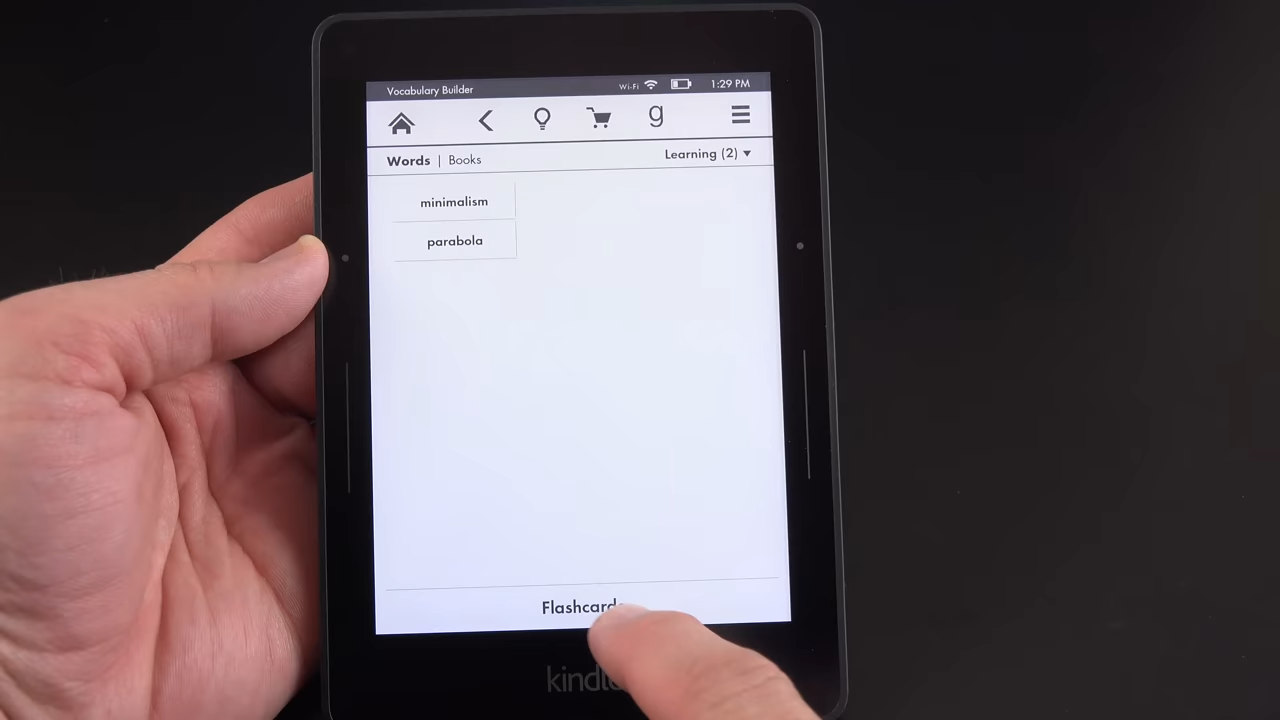 Vocabulary Builder Wi-Fi 1:29 PM
g
Words | Books Learning (2) ▼
minimalism
parabola
Flashcards
kindle